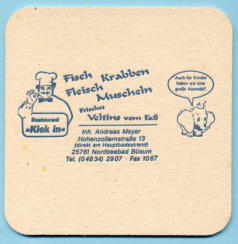 Fisch Krabben
Fleisch Muscheln
Frisches
Veltins vom Faß
Restaurant
»Kiek in«
Auch für Kinder
haben wir eine
große Auswahl!
Inh. Andreas Meyer
Hohenzollernstraße 13
(direkt am Hauptbadestrand)
25761 Nordseebad Büsum
Tel. (04834) 2907 · Fax 1067